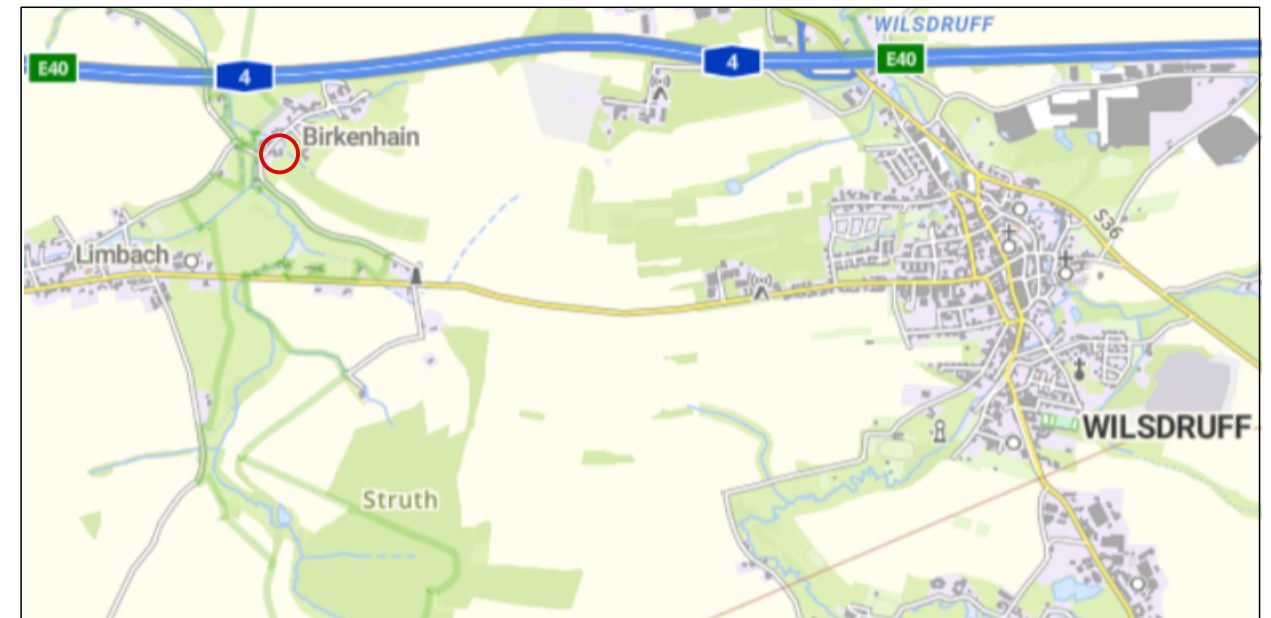 WILSDRUFF
E40
4
4
E40
Birkenhain
S36
Limbach
P
WILSDRUFF
Struth